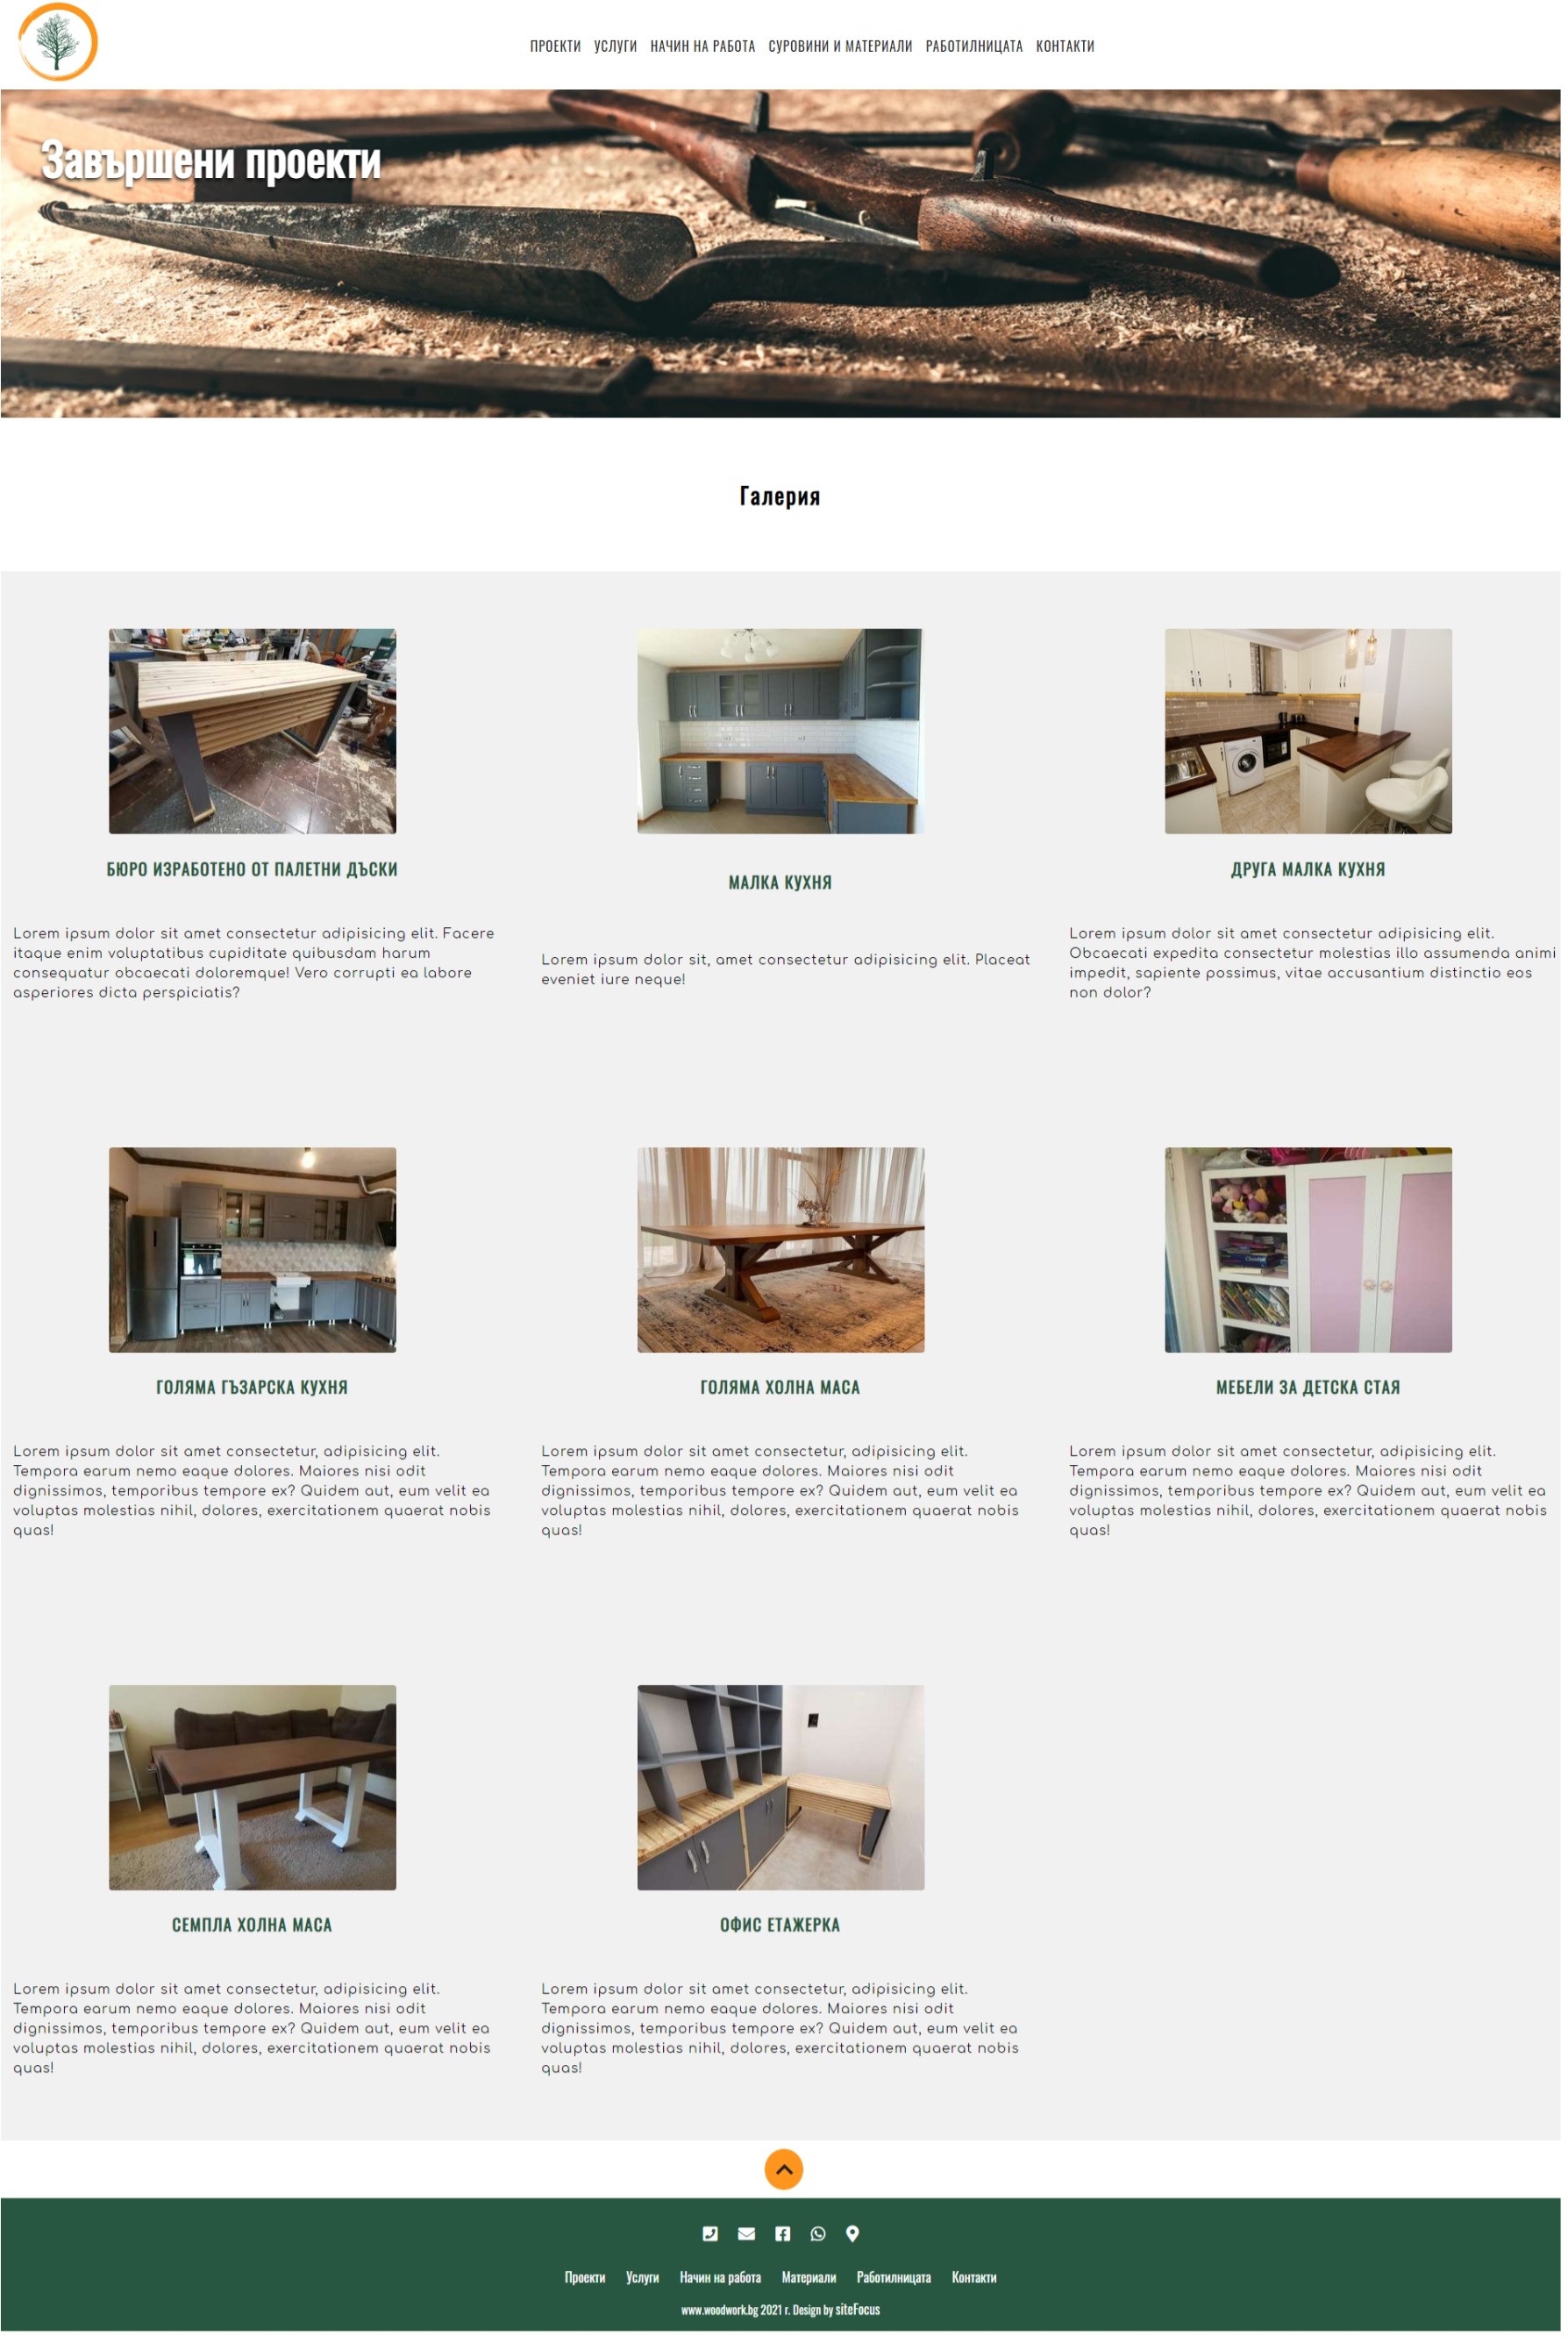 ПРОЕКТИ УСЛУГИ НАЧИН НА РАБОТА СУРОВИНИ И МАТЕРИАЛИ РАБОТИЛНИЦАТА КОНТАКТИ
Завършени проекти
Галерия
БЮРО ИЗРАБОТЕНО ОТ ПАЛЕТНИ ДЪСКИ
Lorem ipsum dolor sit amet consectetur adipisicing elit. Facere
itaque enim voluptatibus cupiditate quibusdam harum
consequatur obcaecati doloremque! Vero corrupti ea labore
asperiores dicta perspiciatis?
МАЛКА КУХНЯ
Lorem ipsum dolor sit, amet consectetur adipisicing elit. Placeat
eveniet iure neque!
ДРУГА МАЛКА КУХНЯ
Lorem ipsum dolor sit amet consectetur adipisicing elit.
Obcaecati expedita consectetur molestias illo assumenda animi
impedit, sapiente possimus, vitae accusantium distinctio eos
non dolor?
ГОЛЯМА ГЪЗАРСКА КУХНЯ
Lorem ipsum dolor sit amet consectetur, adipisicing elit.
Tempora earum nemo eaque dolores. Maiores nisi odit
dignissimos, temporibus tempore ex? Quidem aut, eum velit ea
voluptas molestias nihil, dolores, exercitationem quaerat nobis
quas!
ГОЛЯМА ХОЛНА МАСА
Lorem ipsum dolor sit amet consectetur, adipisicing elit.
Tempora earum nemo eaque dolores. Maiores nisi odit
dignissimos, temporibus tempore ex? Quidem aut, eum velit ea
voluptas molestias nihil, dolores, exercitationem quaerat nobis
quas!
МЕБЕЛИ ЗА ДЕТСКА СТАЯ
Lorem ipsum dolor sit amet consectetur, adipisicing elit.
Tempora earum nemo eaque dolores. Maiores nisi odit
dignissimos, temporibus tempore ex? Quidem aut, eum velit ea
voluptas molestias nihil, dolores, exercitationem quaerat nobis
quas!
СЕМПЛА ХОЛНА МАСА
Lorem ipsum dolor sit amet consectetur, adipisicing elit.
Tempora earum nemo eaque dolores. Maiores nisi odit
dignissimos, temporibus tempore ex? Quidem aut, eum velit ea
voluptas molestias nihil, dolores, exercitationem quaerat nobis
quas!
ОФИС ЕТАЖЕРКА
Lorem ipsum dolor sit amet consectetur, adipisicing elit.
Tempora earum nemo eaque dolores. Maiores nisi odit
dignissimos, temporibus tempore ex? Quidem aut, eum velit ea
voluptas molestias nihil, dolores, exercitationem quaerat nobis
quas!
Проекти Услуги Начин на работа Материали Работилницата Контакти
www.woodwork.bg 2021 г. Design by siteFocus